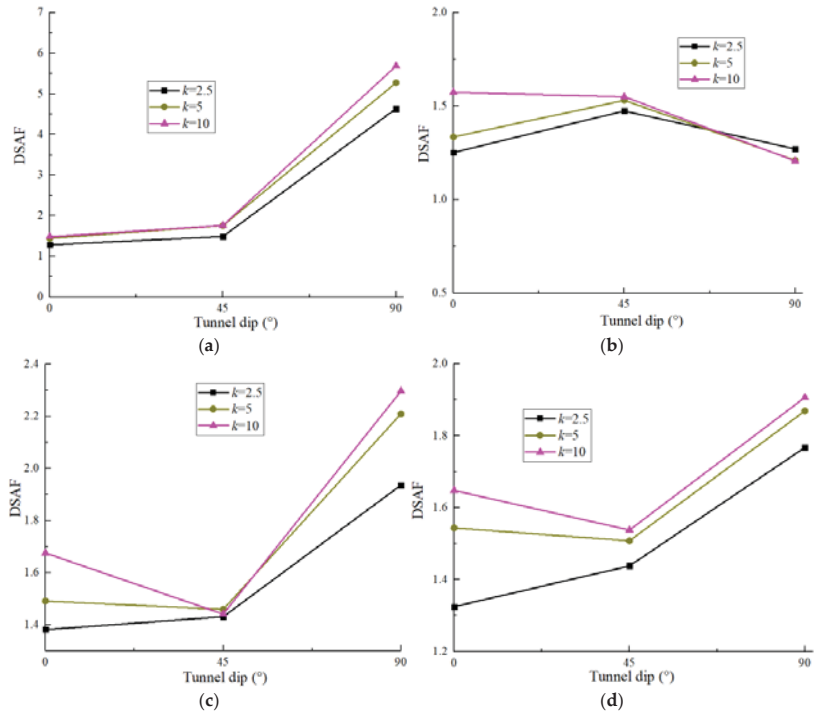 7
6
5
4
3
2
1
0
DSAF
k=2.5
k=5
k=10
0
45
90
Tunnel dip (°)
(a)
2.0
1.5
1.0
0.5
DSAF
k=2.5
k=5
k=10
0
45
90
Tunnel dip (°)
(b)
2.4
2.2
2.0
1.8
1.6
1.4
DSAF
k=2.5
k=5
k=10
0
45
90
Tunnel dip (°)
(c)
2.0
1.8
1.6
1.4
1.2
DSAF
k=2.5
k=5
k=10
0
45
90
Tunnel dip (°)
(d)